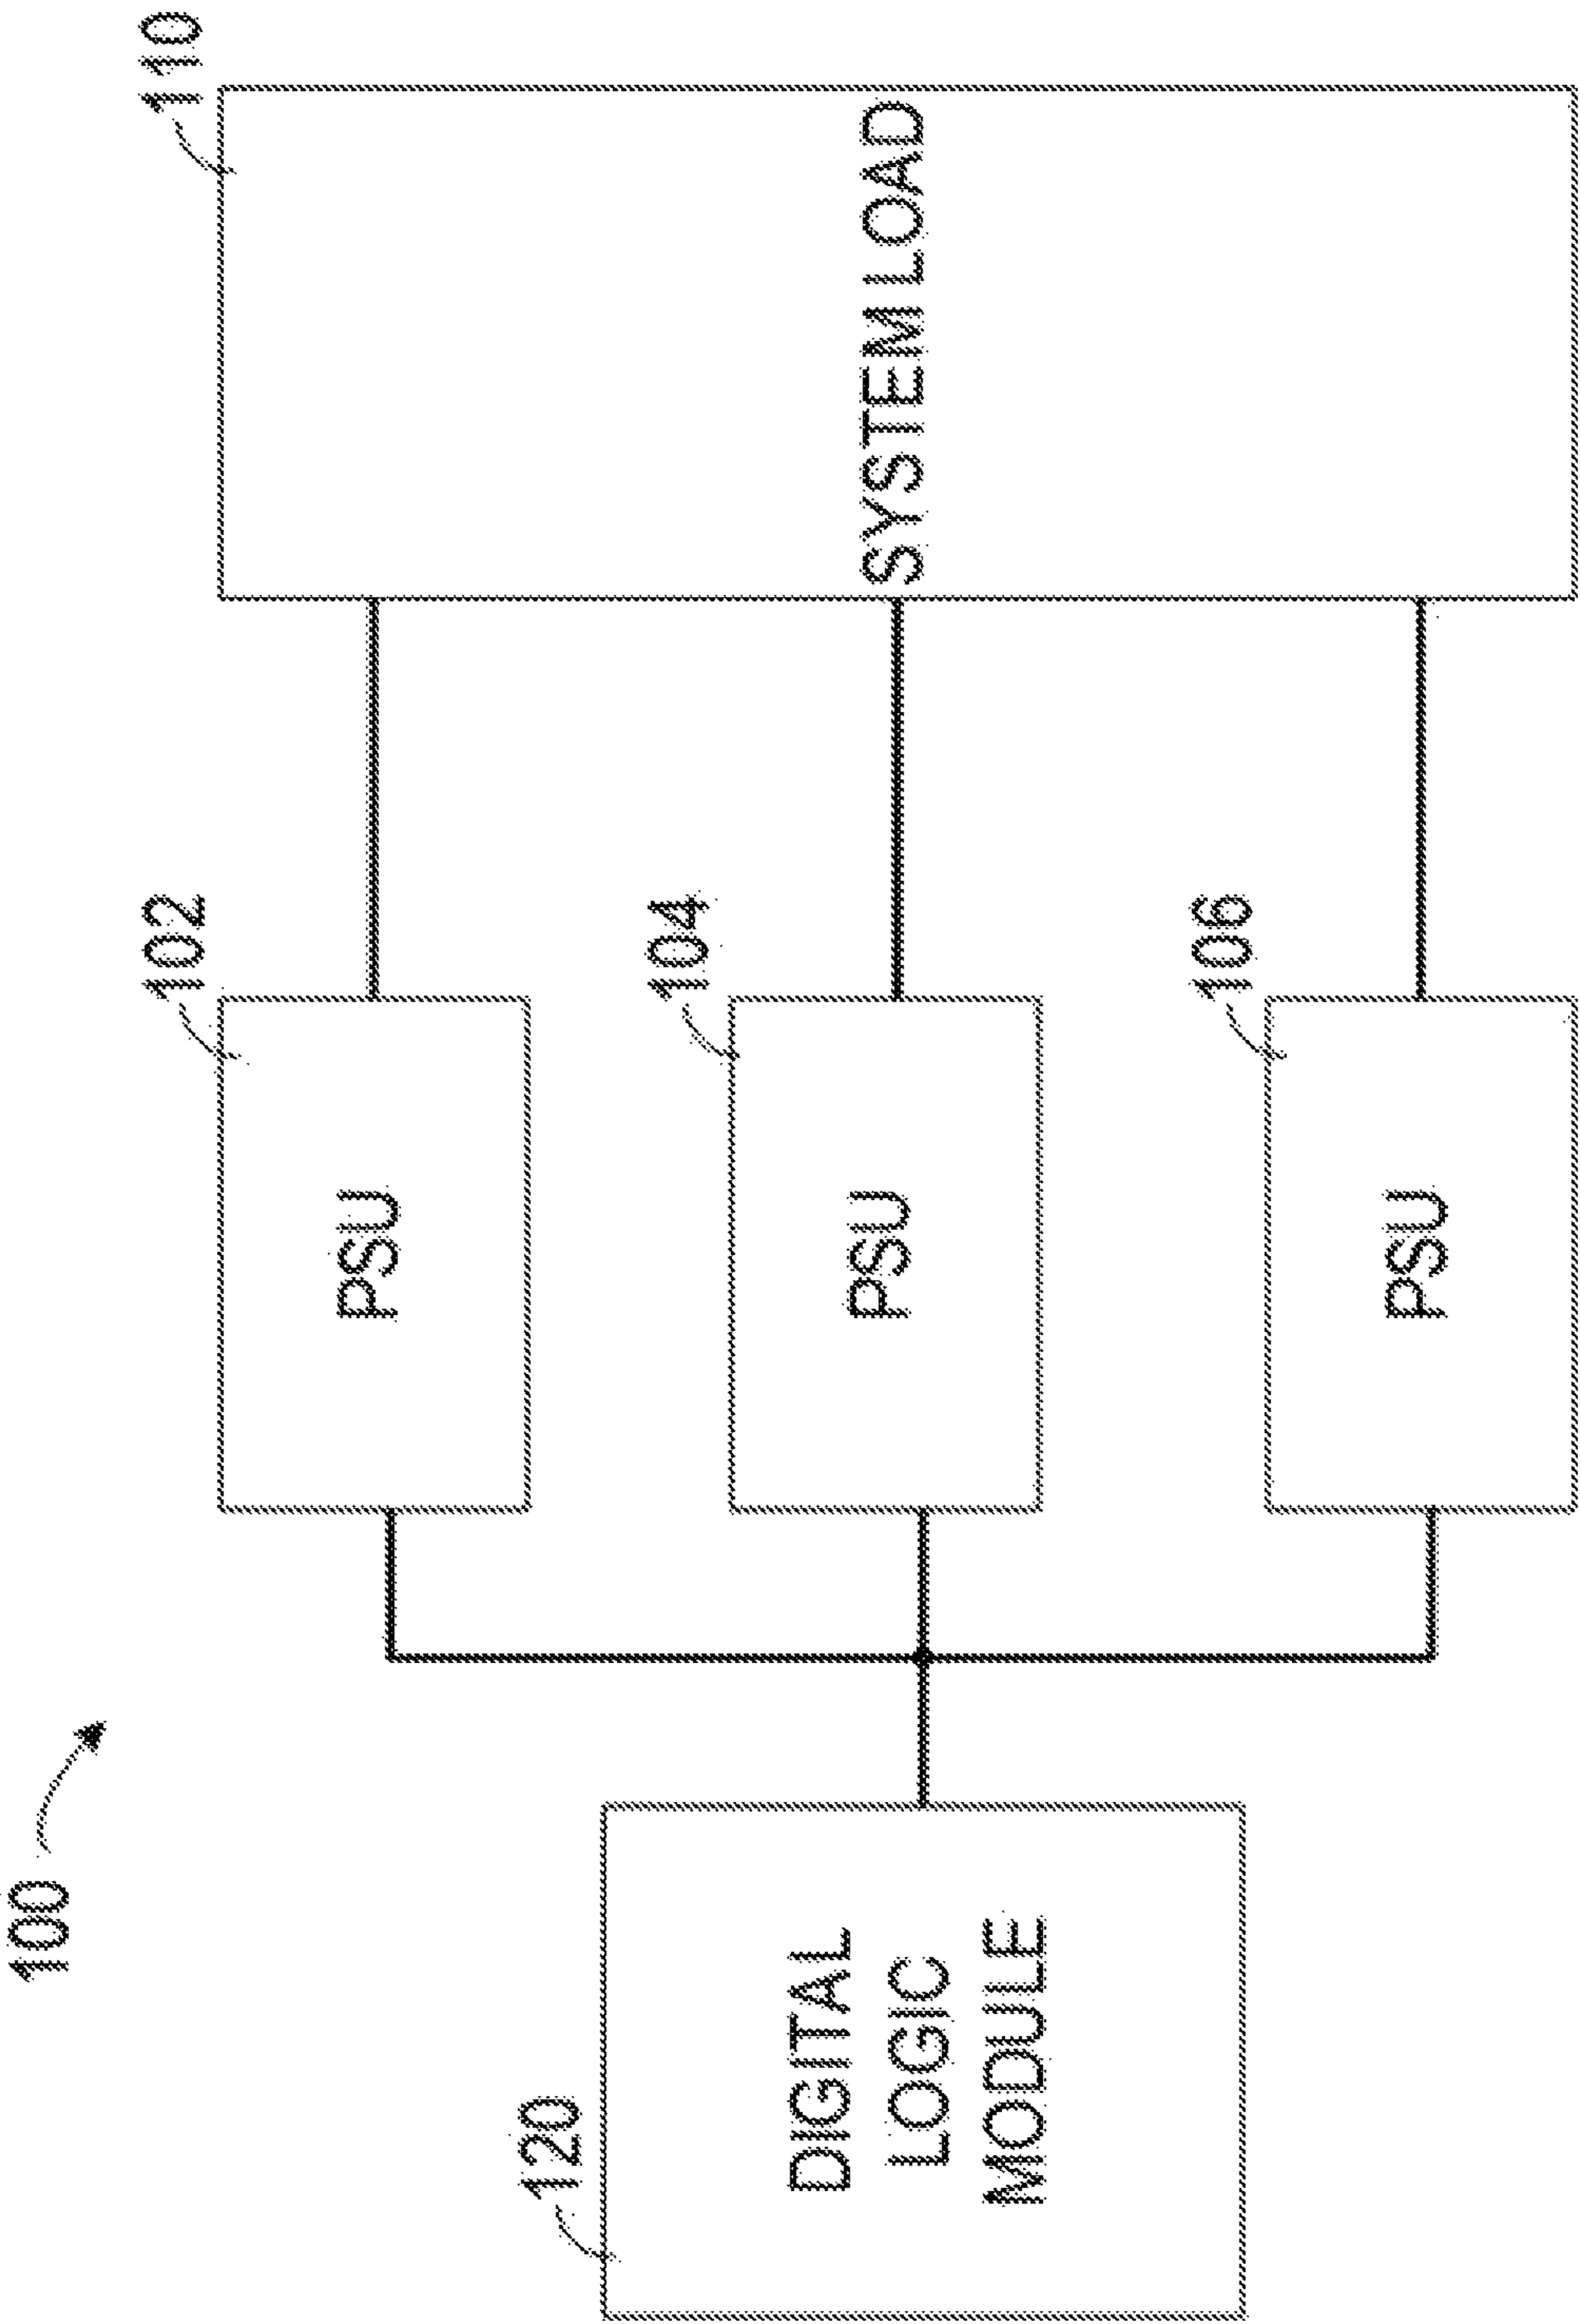 100
102
110
PSU
104
120
DIGITAL
LOGIC
MODULE
PSU
SYSTEM LOAD
106
PSU